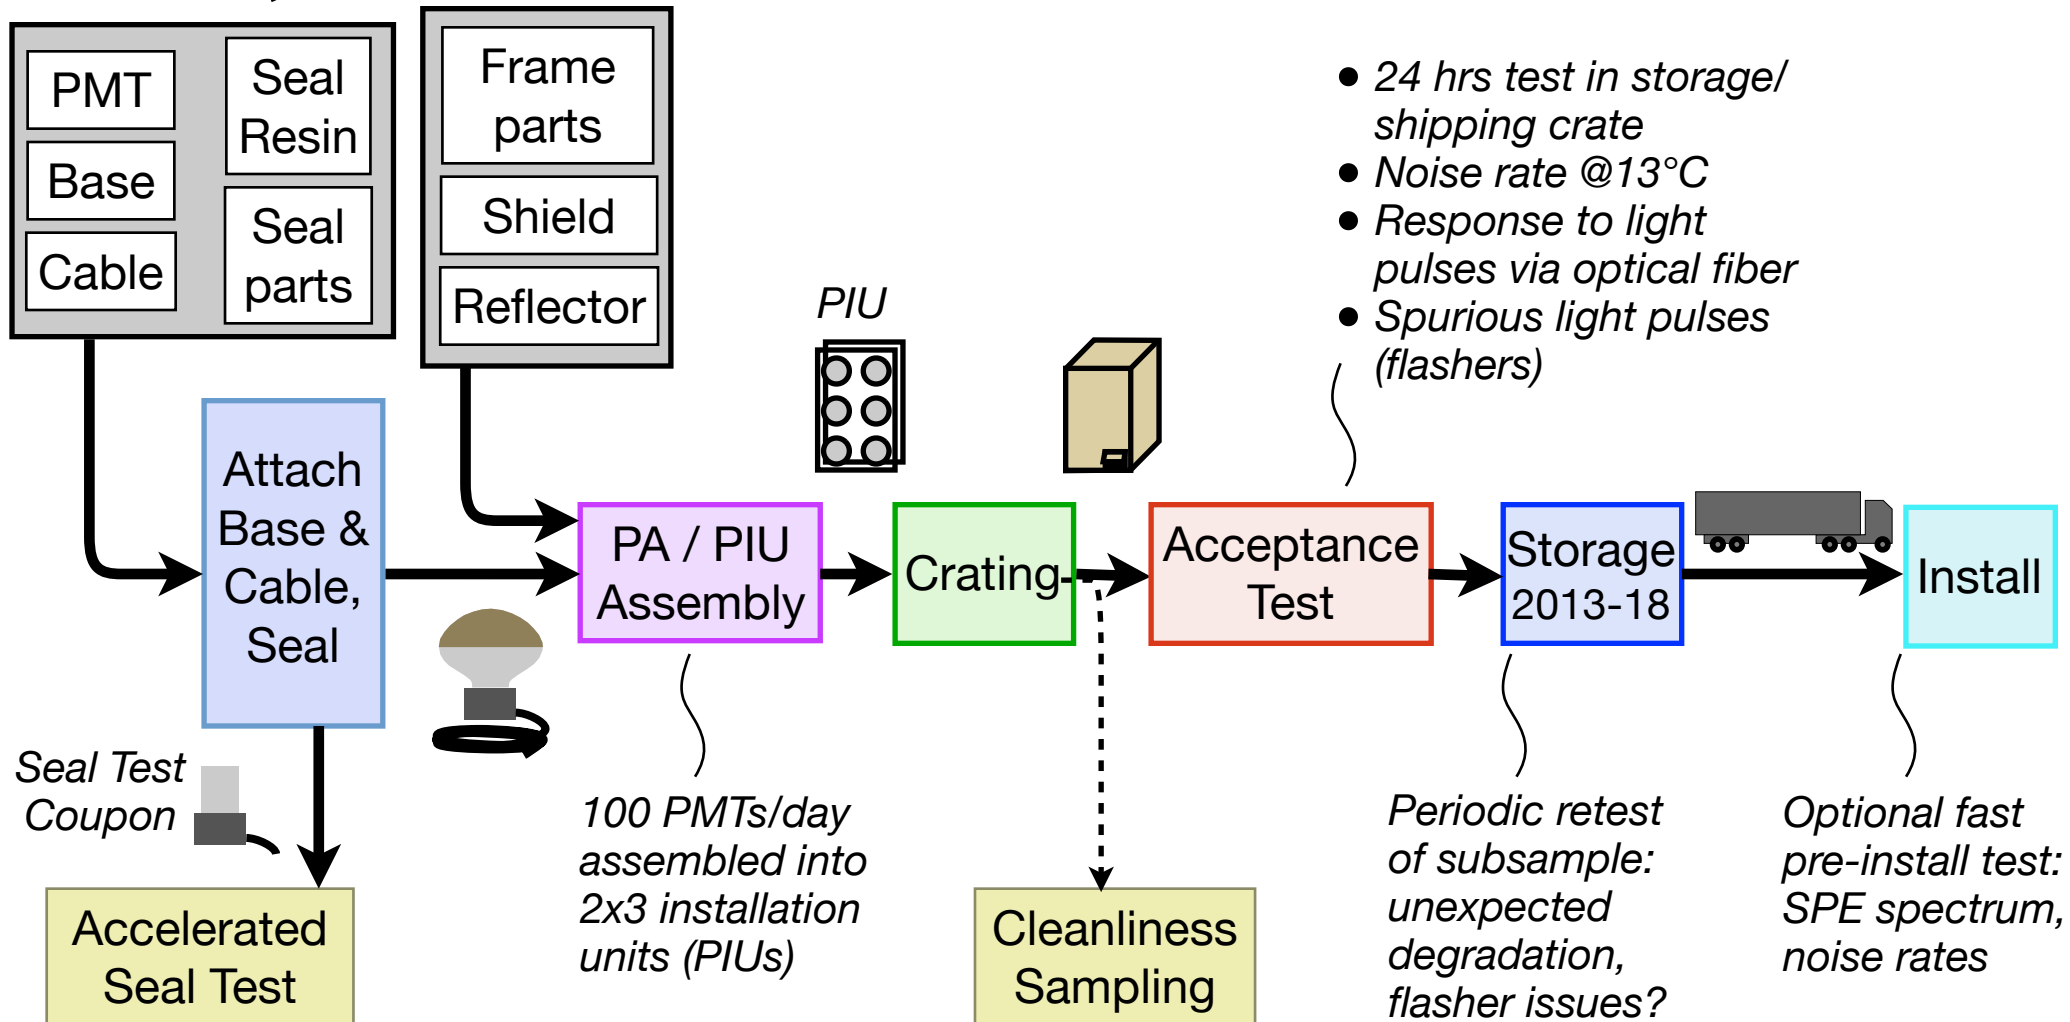 PMT
Base
Cable
Seal
Resin
Seal
parts
Frame
parts
Shield
Reflector
PIU
• 24 hrs test in storage/
shipping crate
• Noise rate @13°C
• Response to light
pulses via optical fiber
• Spurious light pulses
(flashers)
Attach
Base &
Cable,
Seal
PA / PIU
Assembly
Crating
Acceptance
Test
Storage
2013-18
Install
Seal Test
Coupon
Accelerated
Seal Test
100 PMTs/day
assembled into
2x3 installation
units (PIUs)
Cleanliness
Sampling
Periodic retest
of subsample:
unexpected
degradation,
flasher issues?
Optional fast
pre-install test:
SPE spectrum,
noise rates